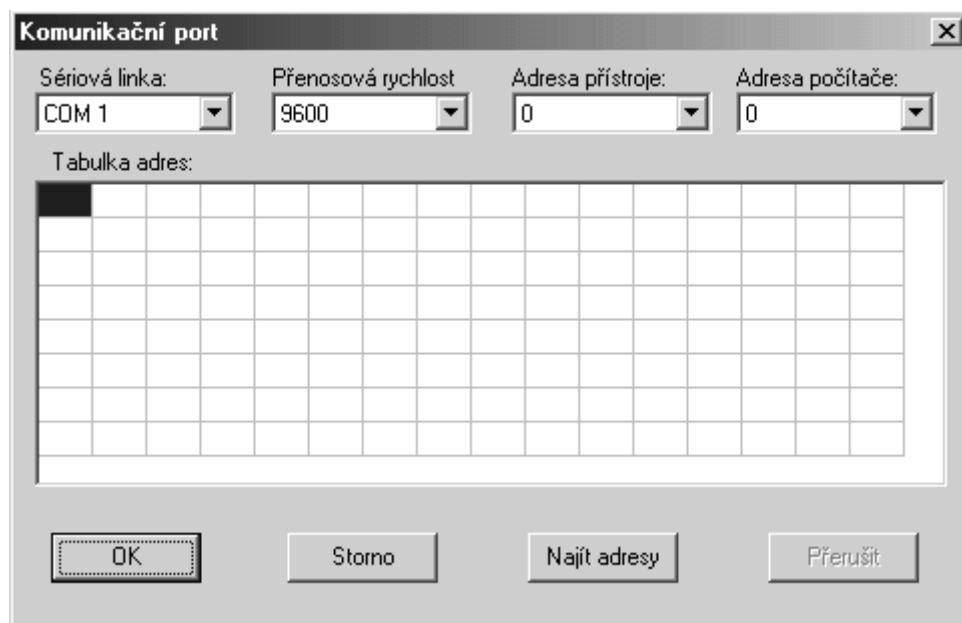 Komunikační port
Sériová linka: Přenosová rychlost Adresa přístroje: Adresa počítače:
COM 1 9600 0 0
Tabulka adres:
OK Storno Najít adresy Přerušit